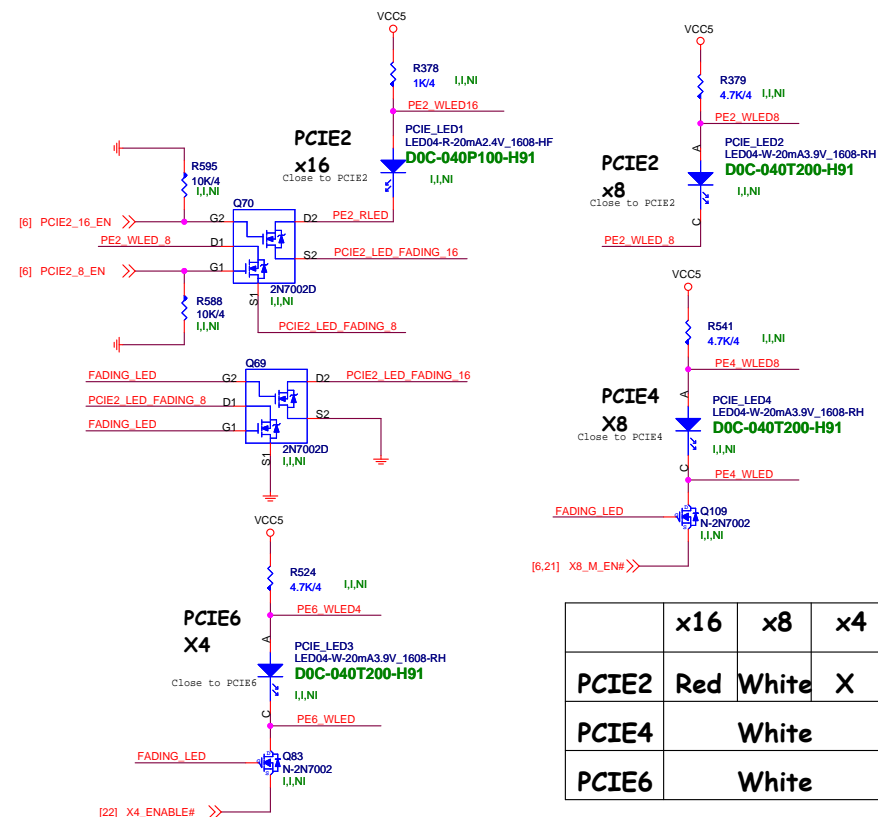 VCC5
R378
1K/4
I,I,NI
PE2_WLED16
PCIE2
x16
Close to PCIE2
PCIE_LED1
LED04-R-20mA2.4V_1608-HF
D0C-040P100-H91
I,I,NI
R595
10K/4
I,I,NI
Q70
[6] PCIE2_16_EN
G2
D2
PE2_RLED
PE2_WLED_8
D1
S2
PCIE2_LED_FADING_16
[6] PCIE2_8_EN
G1
2N7002D
I,I,NI
S1
R588
10K/4
I,I,NI
PCIE2_LED_FADING_8
VCC5
R379
4.7K/4
I,I,NI
PE2_WLED8
PCIE2
x8
Close to PCIE2
A
PCIE_LED2
LED04-W-20mA3.9V_1608-RH
D0C-040T200-H91
I,I,NI
C
PE2_WLED_8
Q69
FADING_LED
G2
D2
PCIE2_LED_FADING_16
PCIE2_LED_FADING_8
D1
S2
FADING_LED
G1
2N7002D
I,I,NI
S1
VCC5
R541
4.7K/4
I,I,NI
PE4_WLED8
PCIE4
X8
Close to PCIE4
A
PCIE_LED4
LED04-W-20mA3.9V_1608-RH
D0C-040T200-H91
I,I,NI
C
PE4_WLED
FADING_LED
Q109
N-2N7002
I,I,NI
[6,21] X8_M_EN#
VCC5
R524
4.7K/4
I,I,NI
PE6_WLED4
PCIE6
X4
Close to PCIE6
A
PCIE_LED3
LED04-W-20mA3.9V_1608-RH
D0C-040T200-H91
I,I,NI
C
PE6_WLED
FADING_LED
Q83
N-2N7002
I,I,NI
[22] X4_ENABLE#
x16 x8 x4
PCIE2 Red White X
PCIE4 White
PCIE6 White